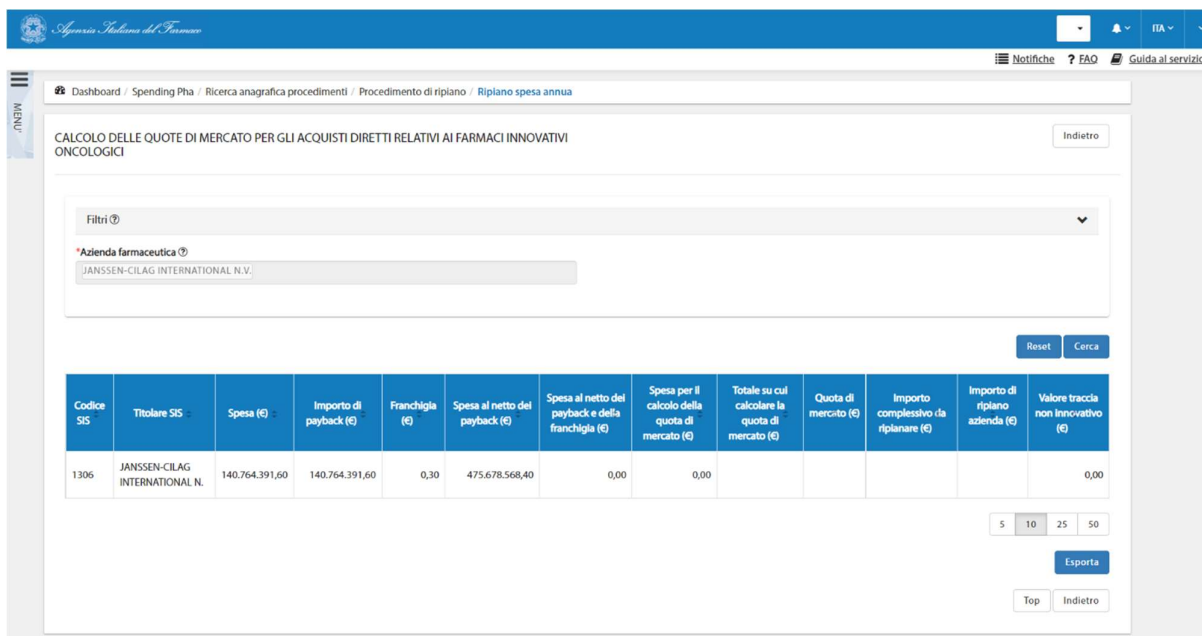 Agenzia Italiana del Farmaco
ITA
Notifiche ? FAQ Guida al servizio
MENU'
Dashboard / Spending Pha / Ricerca anagrafica procedimenti / Procedimento di ripiano / Ripiano spesa annua
CALCOLO DELLE QUOTE DI MERCATO PER GLI ACQUISTI DIRETTI RELATIVI AI FARMACI INNOVATIVI
ONCOLOGICI
Indietro
Filtri ?
*Azienda farmaceutica ?
JANSSEN-CILAG INTERNATIONAL N.V.
Reset Cerca
Codice SIS Titolare SIS Spesa (€) Importo di payback (€) Franchigia (€) Spesa al netto del payback (€) Spesa al netto del payback e della franchigia (€) Spesa per il calcolo della quota di mercato (€) Totale su cui calcolare la quota di mercato (€) Quota di mercato (€) Importo complessivo da ripianare (€) Importo di ripiano azienda (€) Valore traccia non innovativo (€)
1306 JANSSEN-CILAG INTERNATIONAL N. 140.764.391,60 140.764.391,60 0,30 475.678.568,40 0,00 0,00 0,00
5 10 25 50
Esporta
Top Indietro